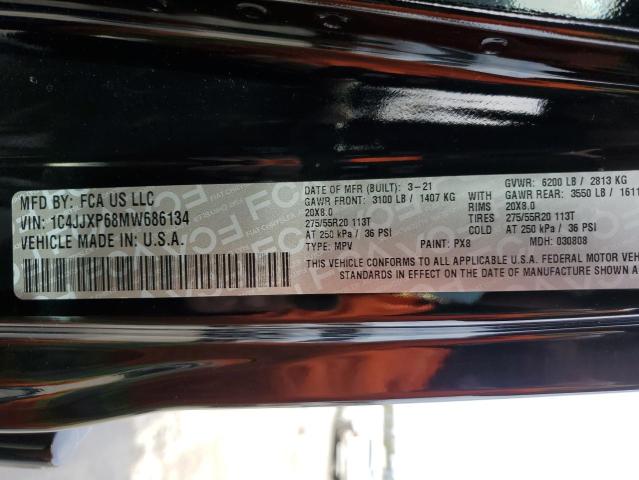 MFD BY: FCA US LLC
VIN: 1C4JJXP68MW686134
VEHICLE MADE IN: U.S.A.
DATE OF MFR (BUILT): 3-21
GAWR FRONT: 3100 LB/ 1407 KG
20X8.0
275/55R20 113T
AT 250 kPa/ 36 PSI
TYPE: MPV PAINT: PX8 MDH: 030808
WITH
RIMS
TIRES
COLD
GVWR: 6200 LB/ 2813 KG
GAWR REAR: 3550 LB/ 1611
20X8.0
275/55R20 113T
AT 250 kPa/ 36 PSI
THIS VEHICLE CONFORMS TO ALL APPLICABLE U.S.A. FEDERAL MOTOR VEHIC
STANDARDS IN EFFECT ON THE DATE OF MANUFACTURE SHOWN A